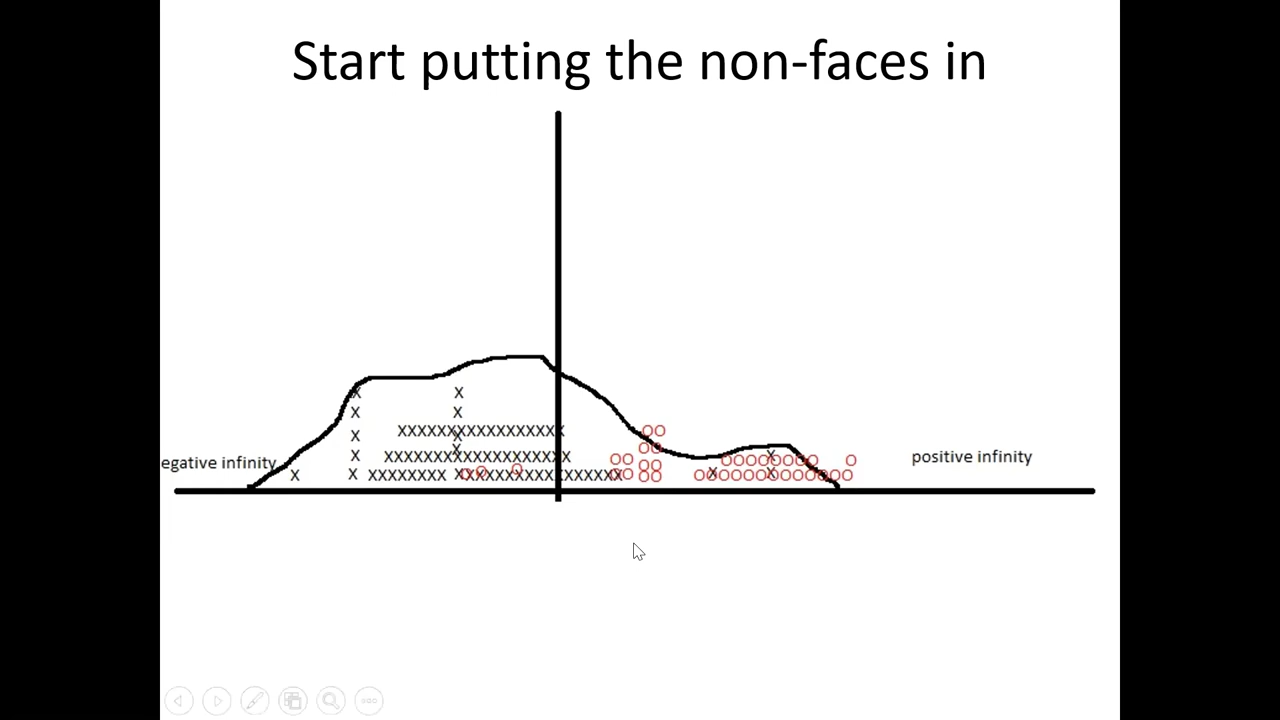 Start putting the non-faces in
egative infinity
positive infinity